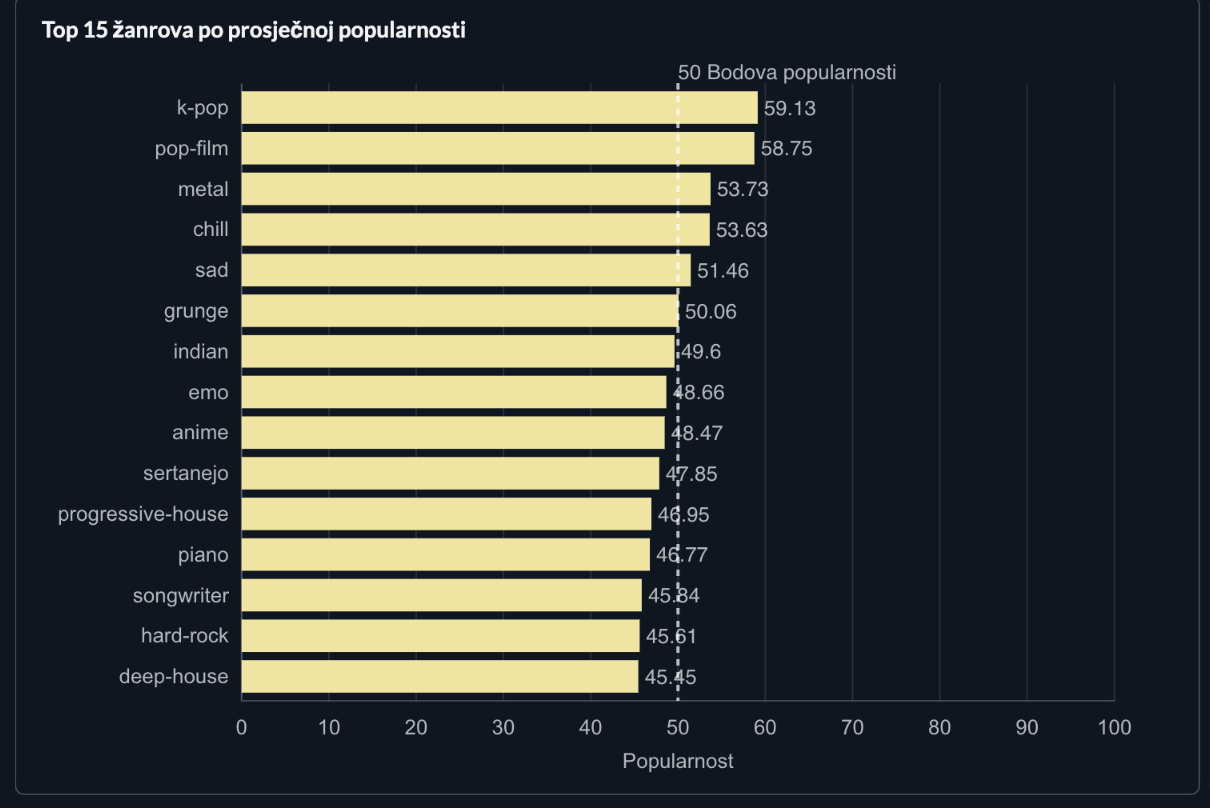 Top 15 žanrova po prosječnoj popularnosti
50 Bodova popularnosti
k-pop 59.13
pop-film 58.75
metal 53.73
chill 53.63
sad 51.46
grunge 50.06
indian 49.6
emo 48.66
anime 48.47
sertanejo 47.85
progressive-house 46.95
piano 46.77
songwriter 45.84
hard-rock 45.61
deep-house 45.45
0 10 20 30 40 50 60 70 80 90 100
Popularnost